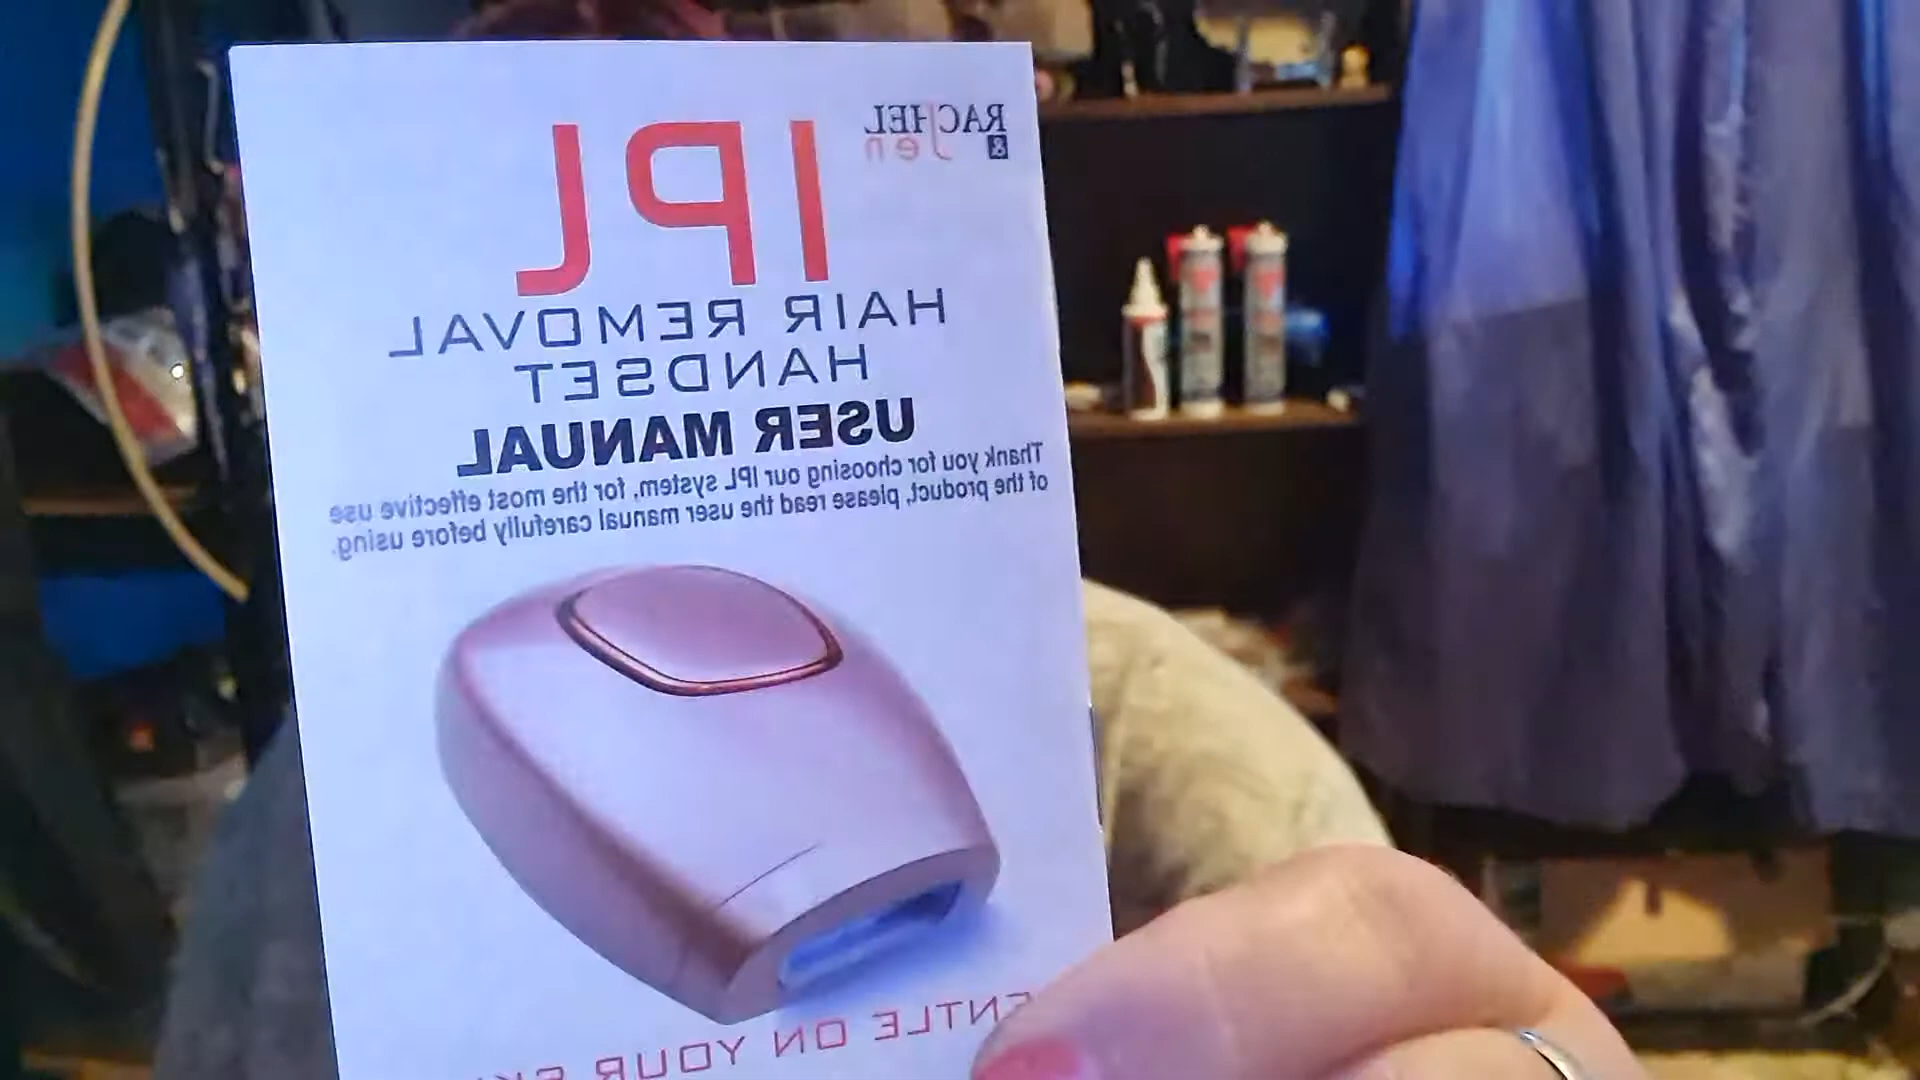 RACHEL
& Jen
IPL
HAIR REMOVAL
HANDSET
USER MANUAL
Thank you for choosing our IPL system, for, the most effective use
of the product, please, read the user manual carefully before using.
ENTLE ON YOUR